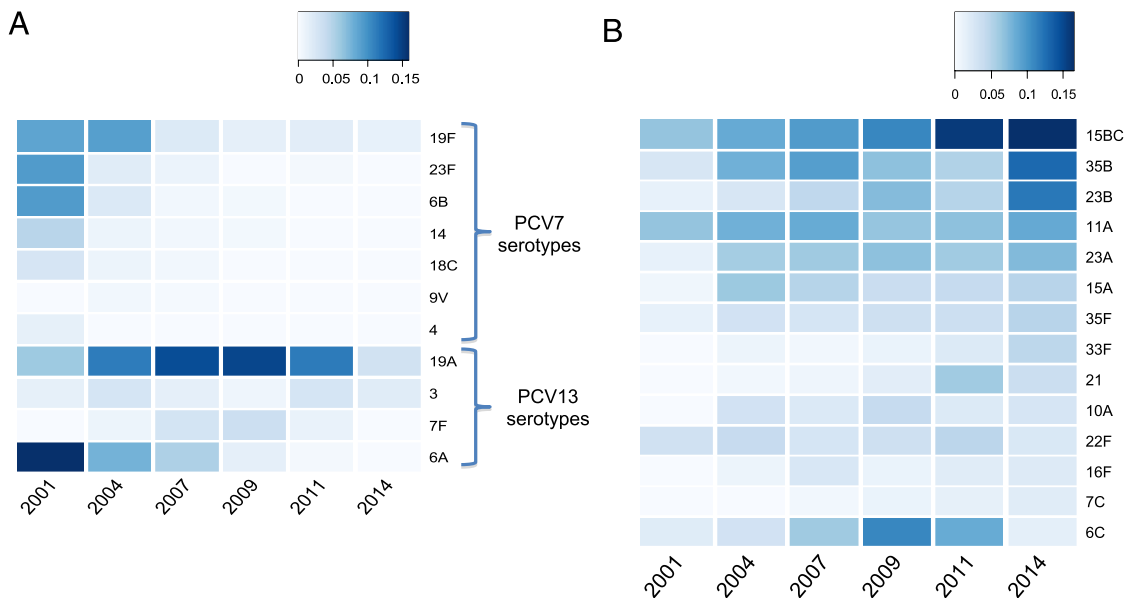 A
0 0.05 0.1 0.15
19F
23F
6B
14
18C
9V
4
19A
3
7F
6A
PCV7
serotypes
PCV13
serotypes
2001 2004 2007 2009 2011 2014
B
0 0.05 0.1 0.15
15BC
35B
23B
11A
23A
15A
35F
33F
21
10A
22F
16F
7C
6C
2001 2004 2007 2009 2011 2014